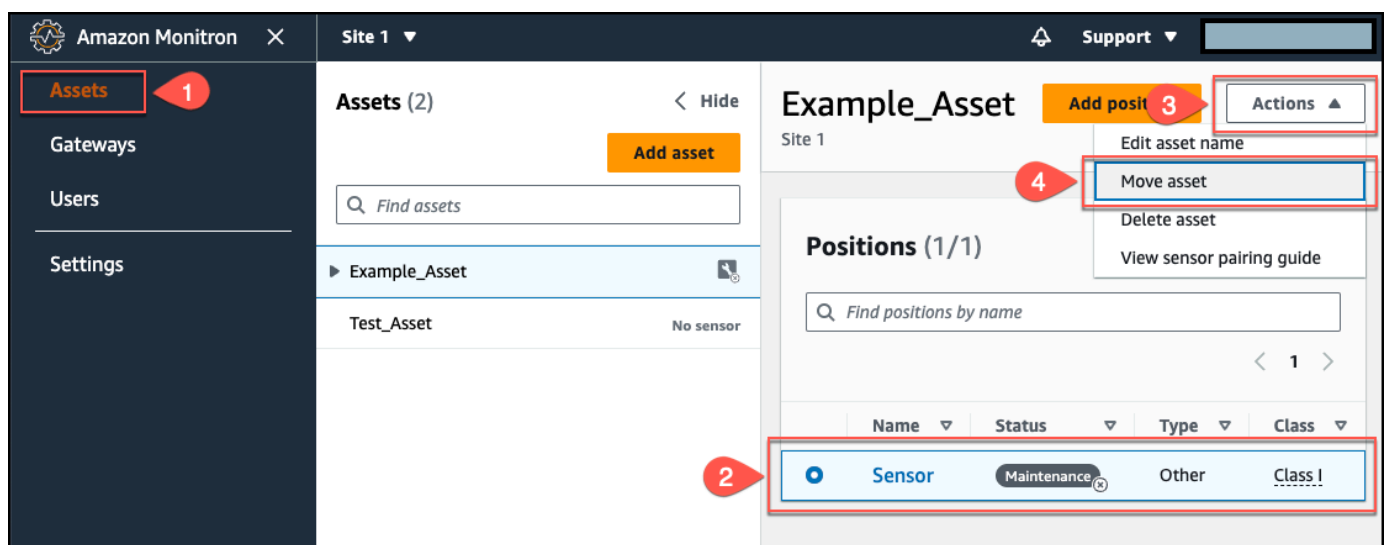 Amazon Monitron
Site 1
Support
Assets
1
Gateways
Users
Settings
Assets (2)
Hide
Add asset
Find assets
Example_Asset
Test_Asset
No sensor
Example_Asset
Site 1
Add posit
3
Actions
Edit asset name
4
Move asset
Delete asset
View sensor pairing guide
Positions (1/1)
Find positions by name
1
Name Status Type Class
2
Sensor Maintenance Other Class I